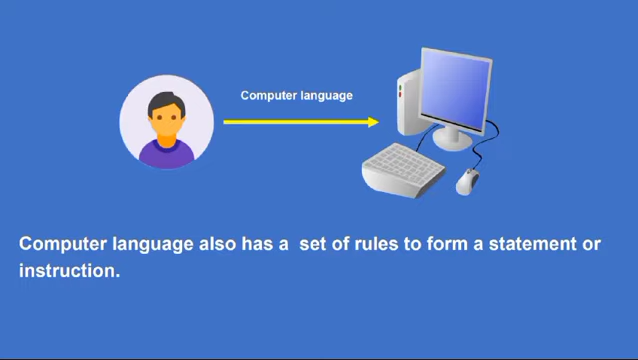 Computer language
Computer language also has a  set of rules to form a statement or
instruction.